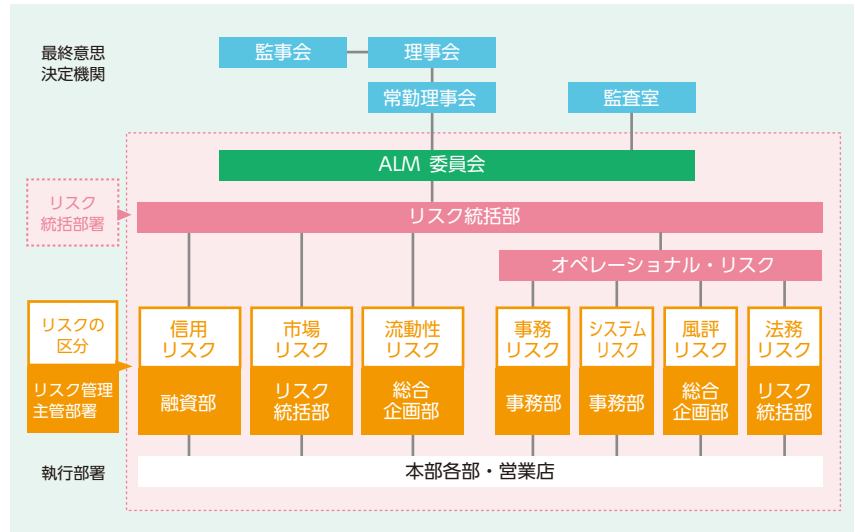 最終意思
決定機関
監事会
理事会
常勤理事会
監査室
ALM 委員会
リスク
統括部署
リスク統括部
オペレーショナル・リスク
リスクの
区分
信用
リスク
市場
リスク
流動性
リスク
事務
リスク
システム
リスク
風評
リスク
法務
リスク
リスク管理
主管部署
融資部
リスク
統括部
総合
企画部
事務部
事務部
総合
企画部
リスク
統括部
執行部署
本部各部・営業店